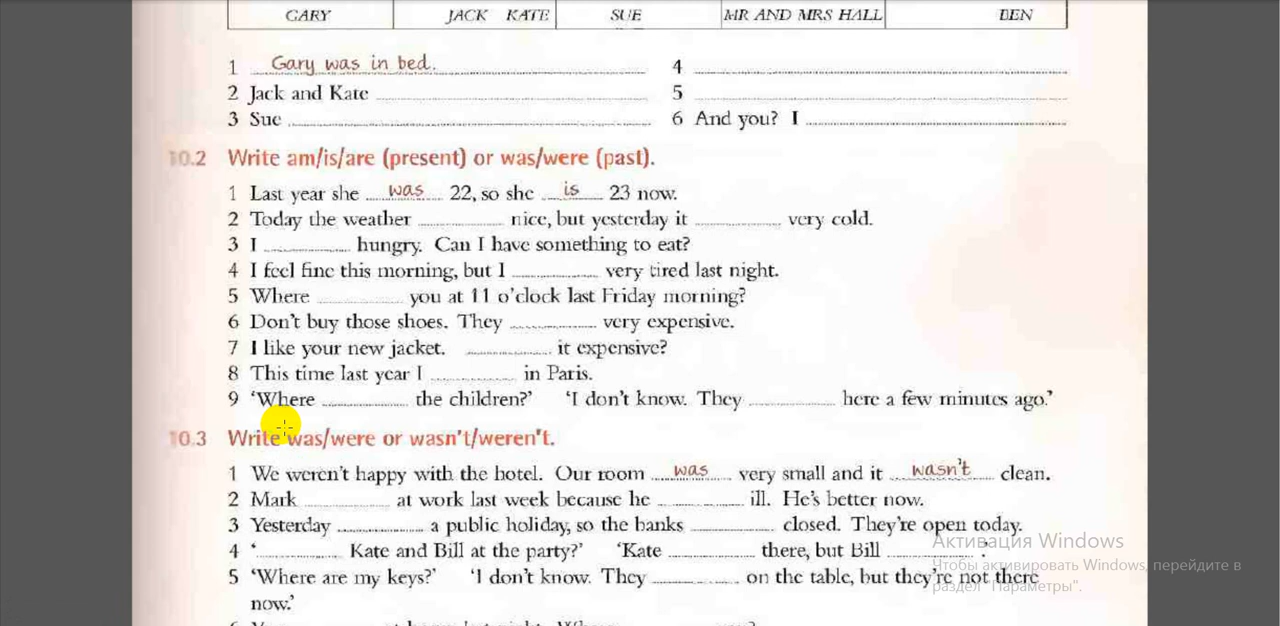 GARY JACK KATE SUE MR AND MRS HALL BEN
1 Gary was in bed. 4
2 Jack and Kate 5
3 Sue 6 And you? I
10.2 Write am/is/are (present) or was/were (past).
1 Last year she was 22, so she is 23 now.
2 Today the weather nice, but yesterday it very cold.
3 I hungry. Can I have something to eat?
4 I feel fine this morning, but I very tired last night.
5 Where you at 11 o'clock last Friday morning?
6 Don't buy those shoes. They very expensive.
7 I like your new jacket. it expensive?
8 This time last year I in Paris.
9 'Where the children?' 'I don't know. They here a few minutes ago.'
10.3 Write was/were or wasn't/weren't.
1 We weren't happy with the hotel. Our room was very small and it wasn't clean.
2 Mark at work last week because he ill. He's better now.
3 Yesterday a public holiday, so the banks closed. They're open today.
4 ' Kate and Bill at the party?' 'Kate there, but Bill .'
Активация Windows
Чтобы активировать Windows, перейдите в
раздел "Параметры".
5 'Where are my keys?' 'I don't know. They on the table, but they're not there
now.'